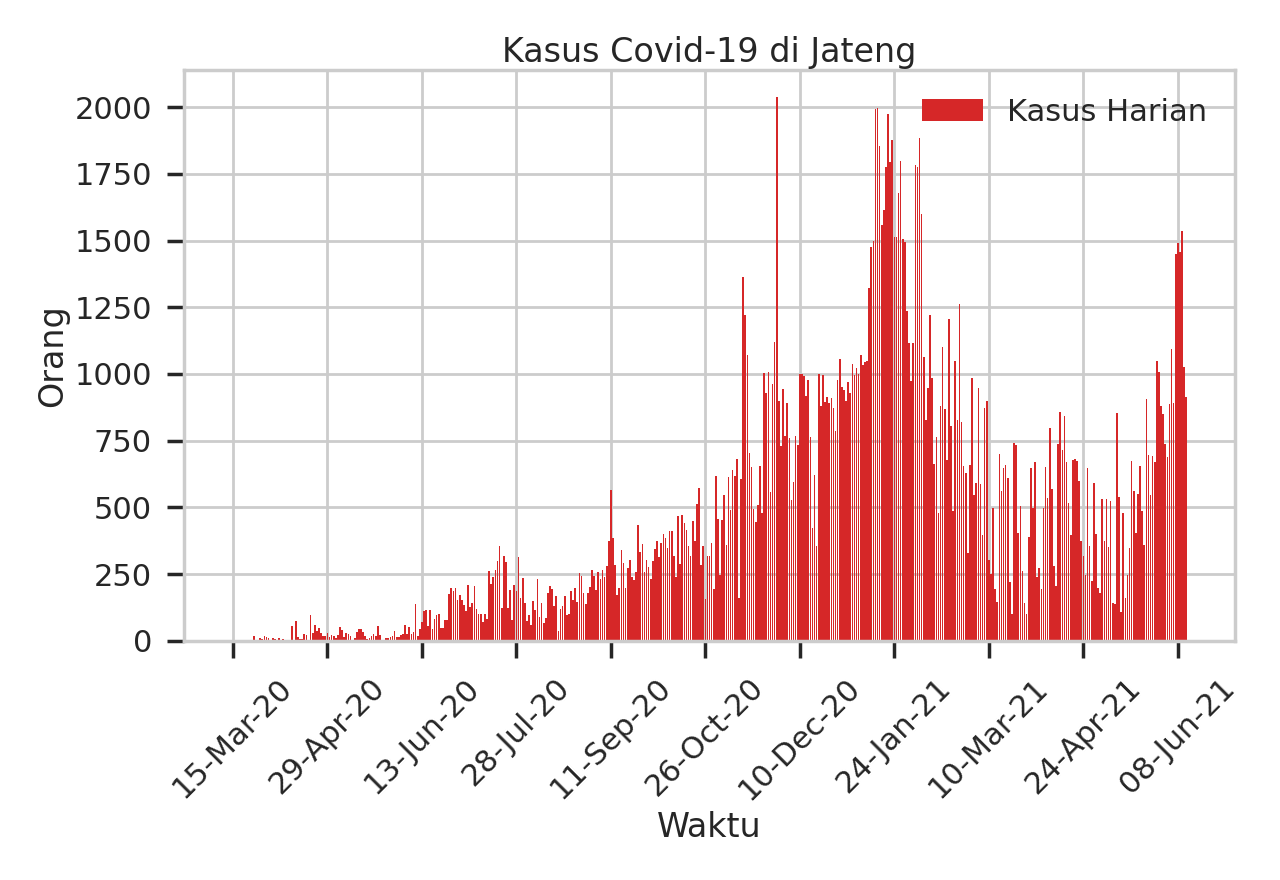 Kasus Covid-19 di Jateng
Kasus Harian
Orang
2000
1750
1500
1250
1000
750
500
250
0
15-Mar-20
29-Apr-20
13-Jun-20
28-Jul-20
11-Sep-20
26-Oct-20
10-Dec-20
24-Jan-21
10-Mar-21
24-Apr-21
08-Jun-21
Waktu